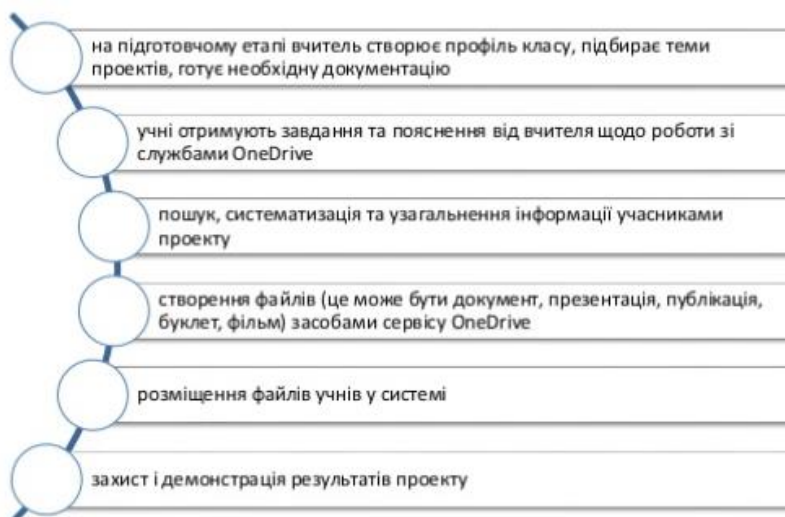 на підготовчому етапі вчитель створює профіль класу, підбирає теми
проектів, готує необхідну документацію
учні отримують завдання та пояснення від вчителя щодо роботи зі
службами OneDrive
пошук, систематизація та узагальнення інформації учасниками
проекту
створення файлів (це може бути документ, презентація, публікація,
буклет, фільм) засобами сервісу OneDrive
розміщення файлів учнів у системі
захист і демонстрація результатів проекту